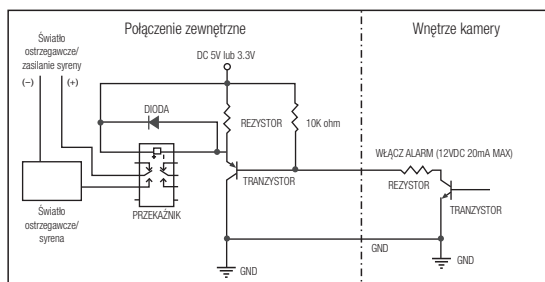 Połączenie zewnętrzne
Wnętrze kamery
Światło
ostrzegawcze/
zasilanie syreny
(–)
(+)
DC 5V lub 3.3V
DIODA
REZYSTOR
10K ohm
WŁĄCZ ALARM (12VDC 20mA MAX)
REZYSTOR
TRANZYSTOR
TRANZYSTOR
PRZEKAŹNIK
Światło
ostrzegawcze/
syrena
GND
GND
GND